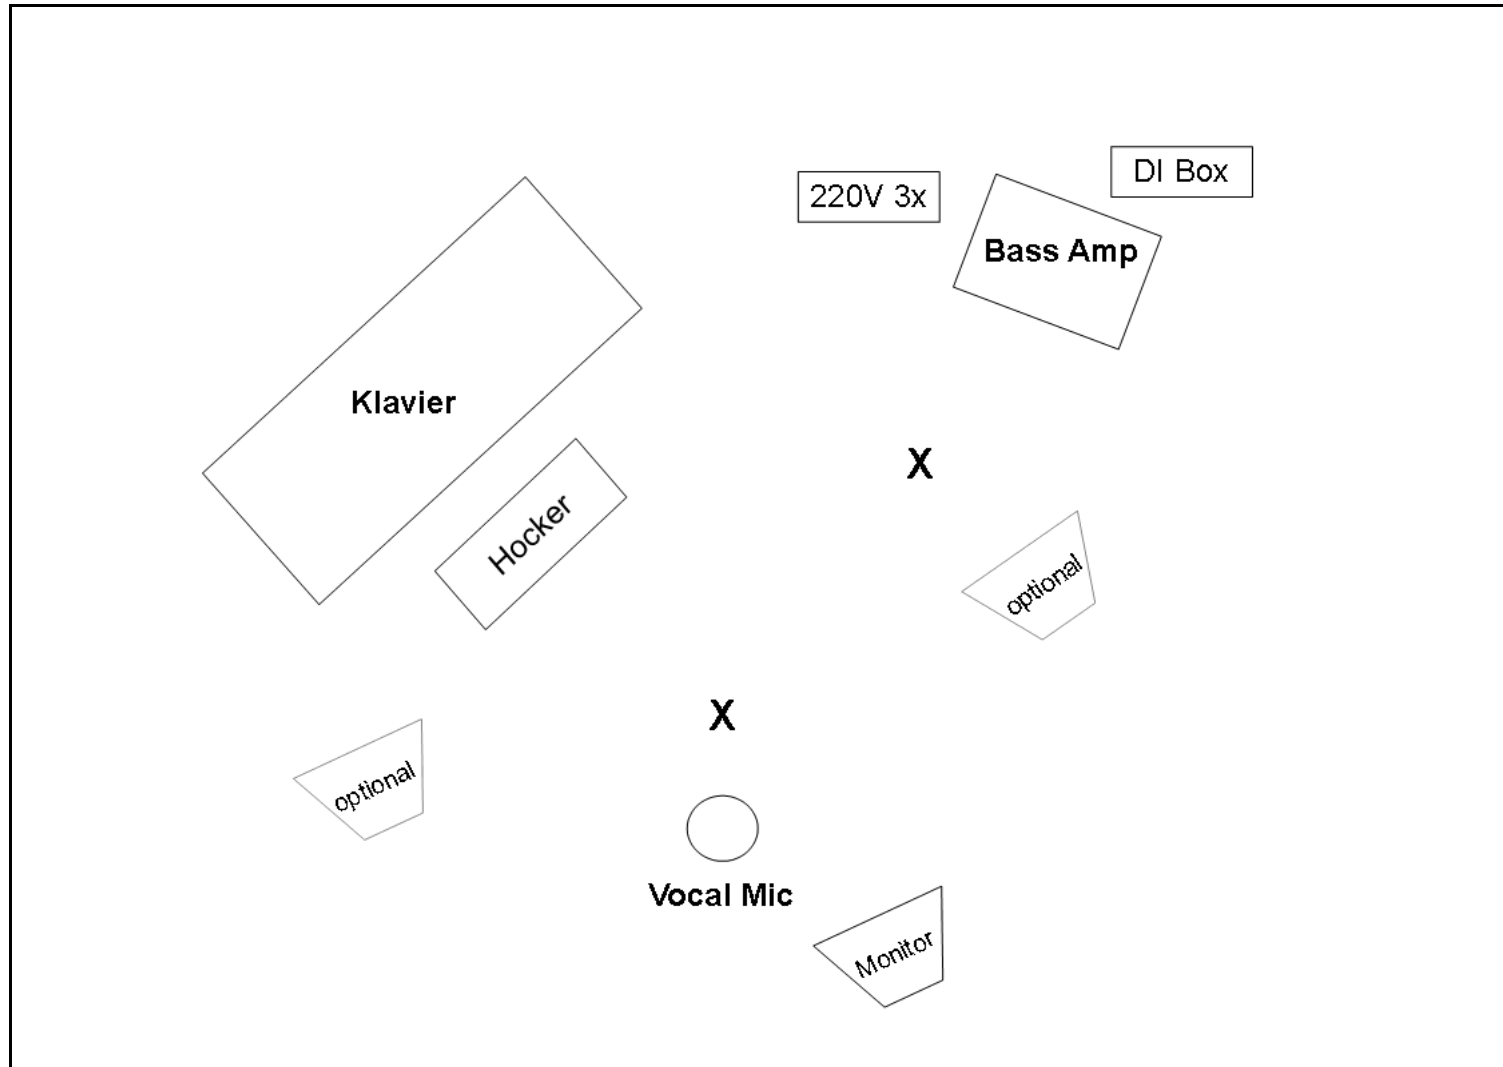 DI Box
220V 3x
Bass Amp
Klavier
X
Hocker
optional
X
optional
Vocal Mic
Monitor